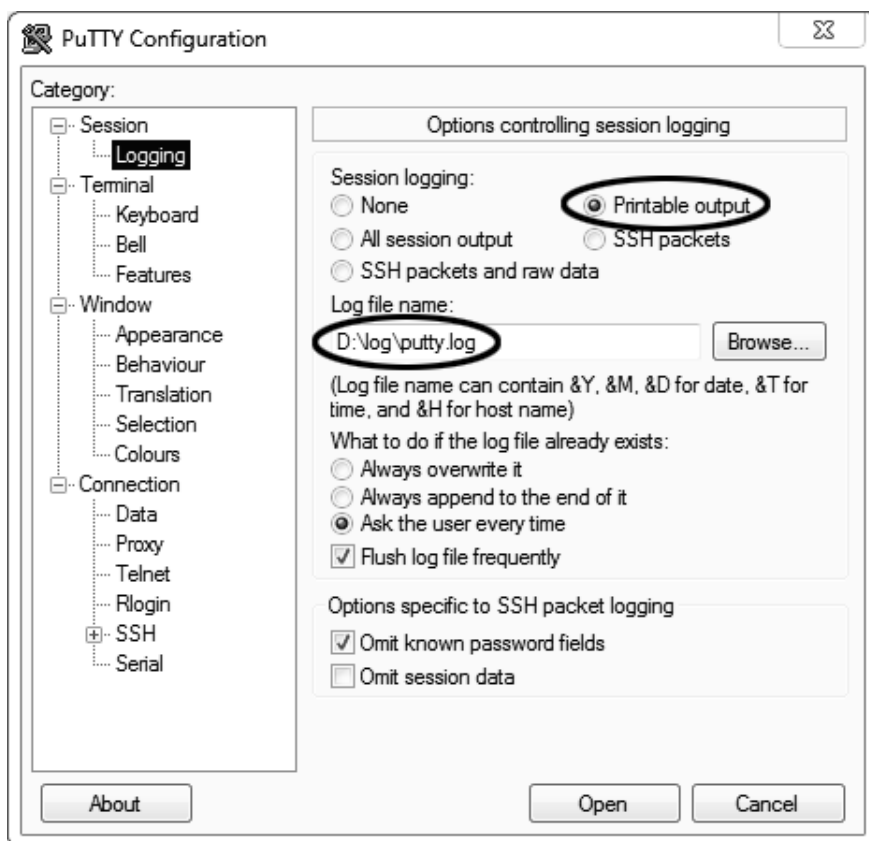 PuTTY Configuration
Category:
Session
Logging
Terminal
Keyboard
Bell
Features
Window
Appearance
Behaviour
Translation
Selection
Colours
Connection
Data
Proxy
Telnet
Rlogin
SSH
Serial
Options controlling session logging
Session logging:
None
Printable output
All session output
SSH packets
SSH packets and raw data
Log file name:
D:\log\putty.log
Browse...
(Log file name can contain &Y, &M, &D for date, &T for
time, and &H for host name)
What to do if the log file already exists:
Always overwrite it
Always append to the end of it
Ask the user every time
Flush log file frequently
Options specific to SSH packet logging
Omit known password fields
Omit session data
About
Open
Cancel